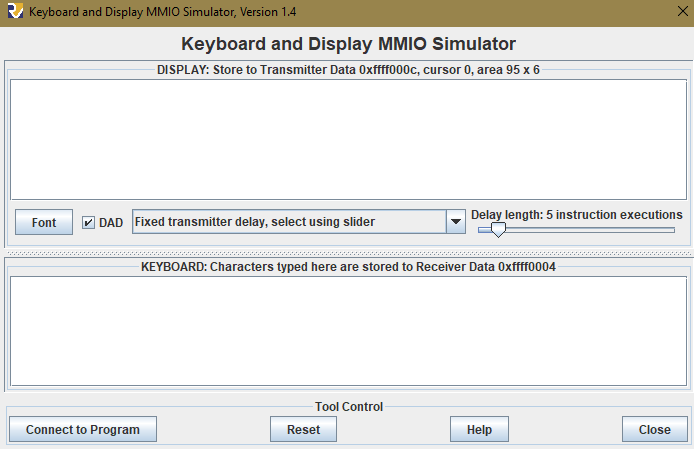 Keyboard and Display MMIO Simulator, Version 1.4
Keyboard and Display MMIO Simulator
DISPLAY: Store to Transmitter Data 0xffff000c, cursor 0, area 95 x 6
Font
DAD
Fixed transmitter delay, select using slider
Delay length: 5 instruction executions
KEYBOARD: Characters typed here are stored to Receiver Data 0xffff0004
Tool Control
Connect to Program
Reset
Help
Close